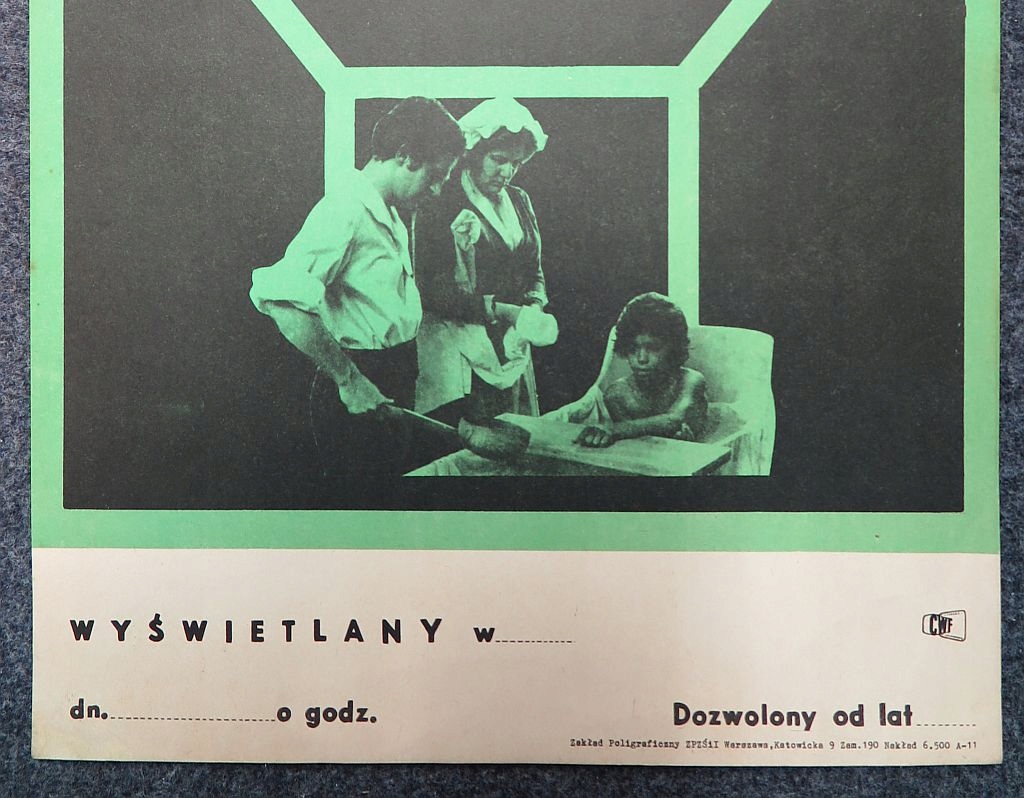 WYŚWIETLANY w
CWF
dn. o godz.
Dozwolony od lat
Zakład Poligraficzny ZPZŚiI Warszawa, Katowicka 9 Zam. 190 Nakład 6.500 A-11